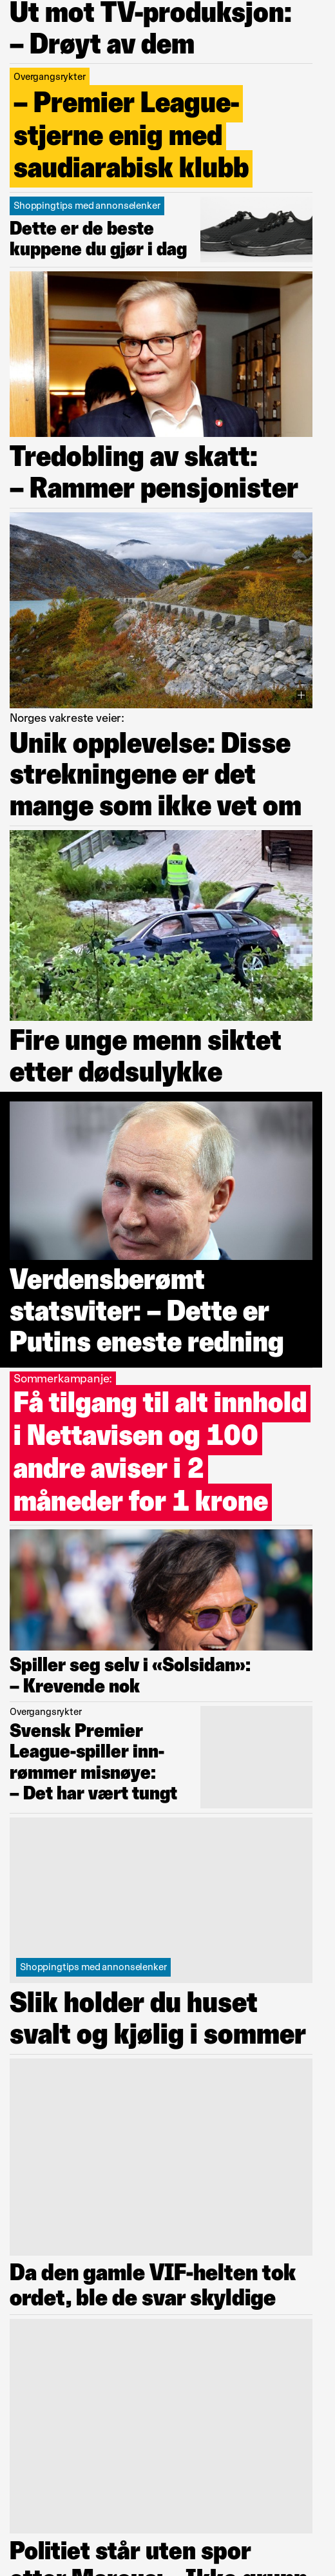 Ut mot TV-produksjon:
– Drøyt av dem
Overgangsrykter
– Premier League-
stjerne enig med
saudiarabisk klubb
Shoppingtips med annonselenker
Dette er de beste
kuppene du gjør i dag
Tredobling av skatt:
– Rammer pensjonister
Norges vakreste veier:
Unik opplevelse: Disse
strekningene er det
mange som ikke vet om
POLITI
Fire unge menn siktet
etter dødsulykke
Verdensberømt
statsviter: – Dette er
Putins eneste redning
Sommerkampanje:
Få tilgang til alt innhold
i Nettavisen og 100
andre aviser i 2
måneder for 1 krone
Spiller seg selv i «Solsidan»:
– Krevende nok
Overgangsrykter
Svensk Premier
League-spiller inn-
rømmer misnøye:
– Det har vært tungt
Shoppingtips med annonselenker
Slik holder du huset
svalt og kjølig i sommer
Da den gamle VIF-helten tok
ordet, ble de svar skyldige
Politiet står uten spor
etter Marcus: – Ikke grunn